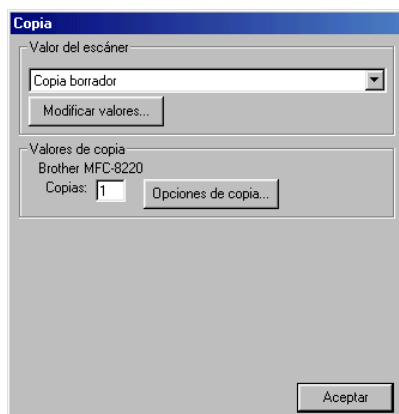 Copia
Valor del escáner
Copia borrador
Modificar valores...
Valores de copia
Brother MFC-8220
Copias: 1 Opciones de copia...
Aceptar